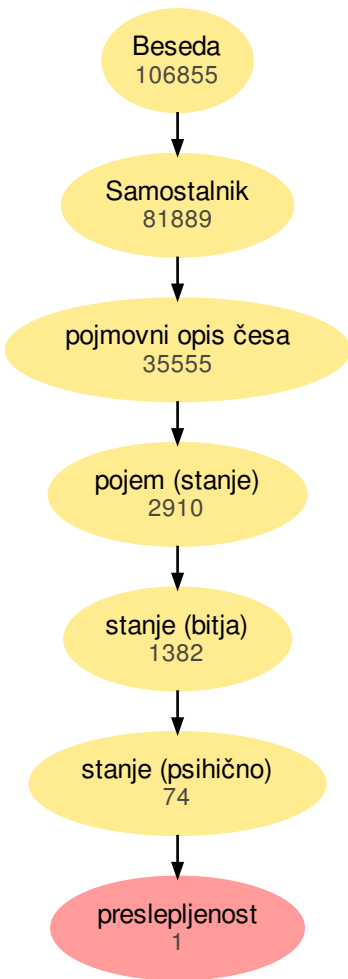 Beseda
106855
Samostalnik
81889
pojmovni opis česa
35555
pojem (stanje)
2910
stanje (bitja)
1382
stanje (psihično)
74
preslepljenost
1